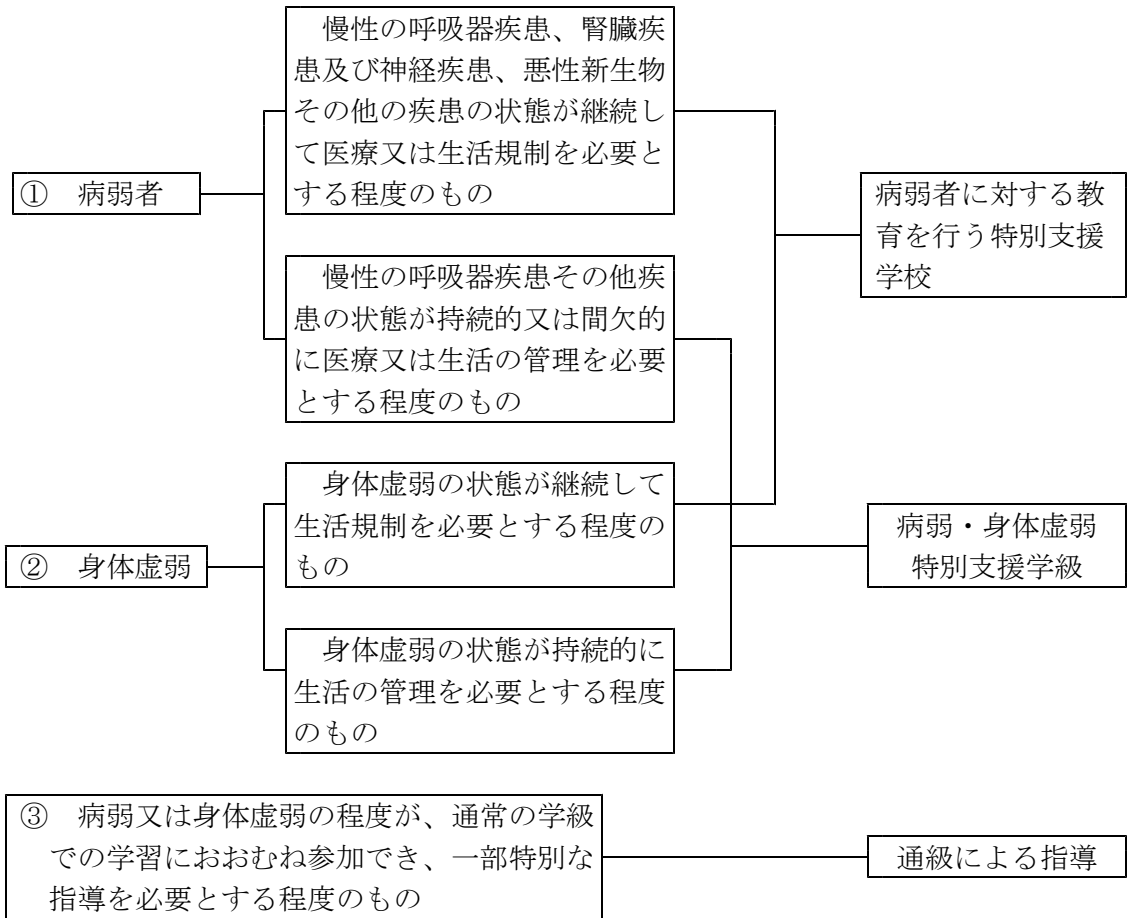 慢性の呼吸器疾患、腎臓疾
患及び神経疾患、悪性新生物
その他の疾患の状態が継続し
て医療又は生活規制を必要と
する程度のもの
① 病弱者
病弱者に対する教
育を行う特別支援
学校
慢性の呼吸器疾患その他疾
患の状態が持続的又は間欠的
に医療又は生活の管理を必要
とする程度のもの
身体虚弱の状態が継続して
生活規制を必要とする程度の
もの
② 身体虚弱
病弱・身体虚弱
特別支援学級
身体虚弱の状態が持続的に
生活の管理を必要とする程度
のもの
③ 病弱又は身体虚弱の程度が、通常の学級
での学習におおむね参加でき、一部特別な
指導を必要とする程度のもの
通級による指導